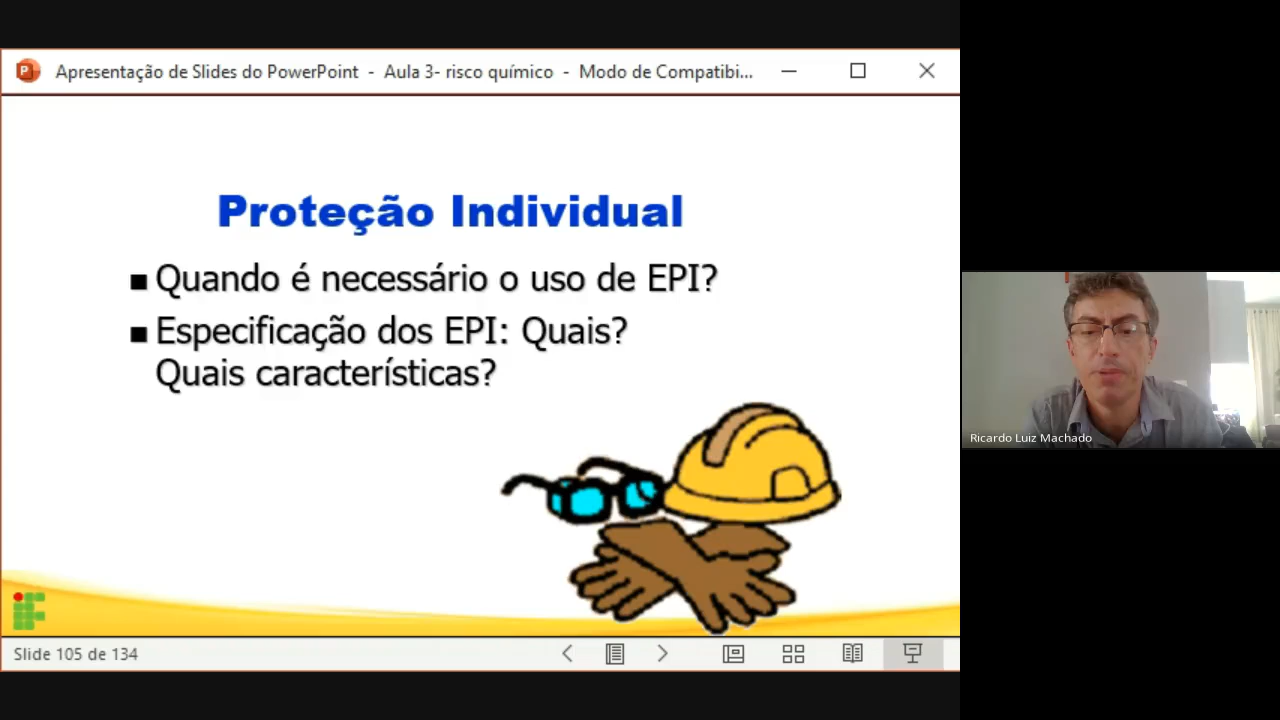 Apresentação de Slides do PowerPoint - Aula 3- risco químico - Modo de Compatibi...
Proteção Individual
Quando é necessário o uso de EPI?
Especificação dos EPI: Quais?
Quais características?
Ricardo Luiz Machado
Slide 105 de 134